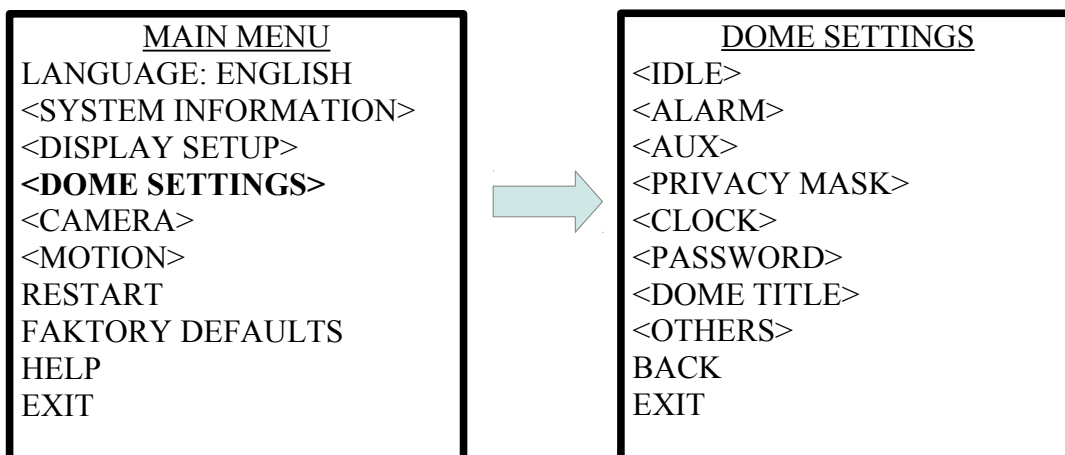 MAIN MENU
LANGUAGE: ENGLISH
<SYSTEM INFORMATION>
<DISPLAY SETUP>
<DOME SETTINGS>
<CAMERA>
<MOTION>
RESTART
FAKTORY DEFAULTS
HELP
EXIT
DOME SETTINGS
<IDLE>
<ALARM>
<AUX>
<PRIVACY MASK>
<CLOCK>
<PASSWORD>
<DOME TITLE>
<OTHERS>
BACK
EXIT